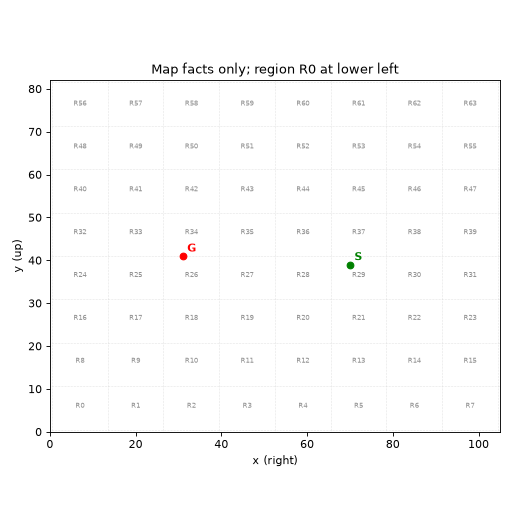 Map facts only; region R0 at lower left
80
R56 R57 R58 R59 R60 R61 R62 R63
70
R48 R49 R50 R51 R52 R53 R54 R55
60
R40 R41 R42 R43 R44 R45 R46 R47
50
R32 R33 R34 R35 R36 R37 R38 R39
G
S
40
R24 R25 R26 R27 R28 R29 R30 R31
30
R16 R17 R18 R19 R20 R21 R22 R23
20
R8 R9 R10 R11 R12 R13 R14 R15
10
R0 R1 R2 R3 R4 R5 R6 R7
0
y (up)
0 20 40 60 80 100
x (right)